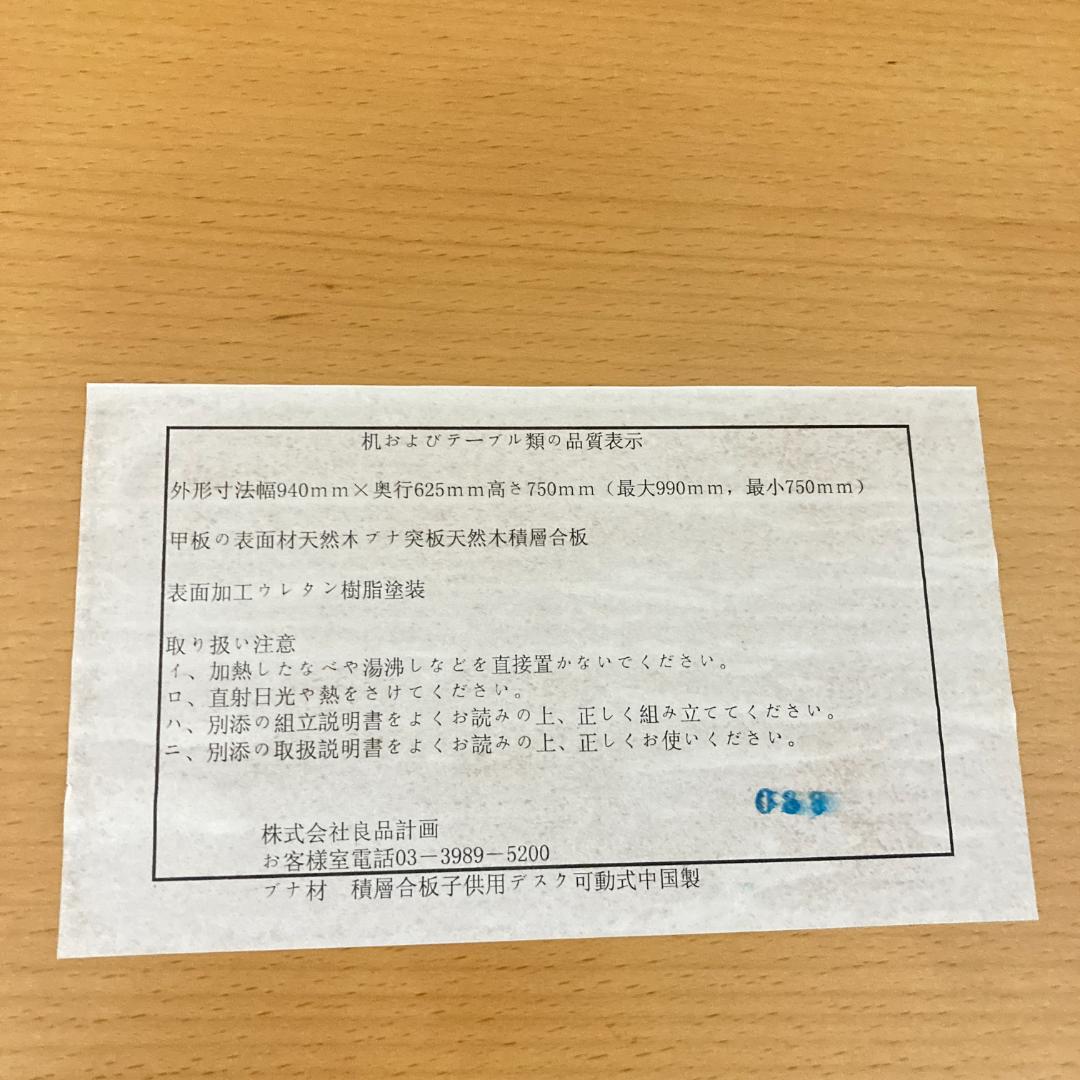 机およびテーブル類の品質表示
外形寸法幅940mm×奥行625mm高さ750mm(最大990mm,最小750mm)
甲板の表面材天然木ブナ突板天然木積層合板
表面加工ウレタン樹脂塗装
取り扱い注意
イ、加熱したなべや湯沸しなどを直接置かないでください。
ロ、直射日光や熱をさけてください。
ハ、別添の組立説明書をよくお読みの上、正しく組み立ててください。
ニ、別添の取扱説明書をよくお読みの上、正しくお使いください。
株式会社良品計画
お客様室電話03-3989-5200
ブナ材 積層合板子供用デスク可動式中国製